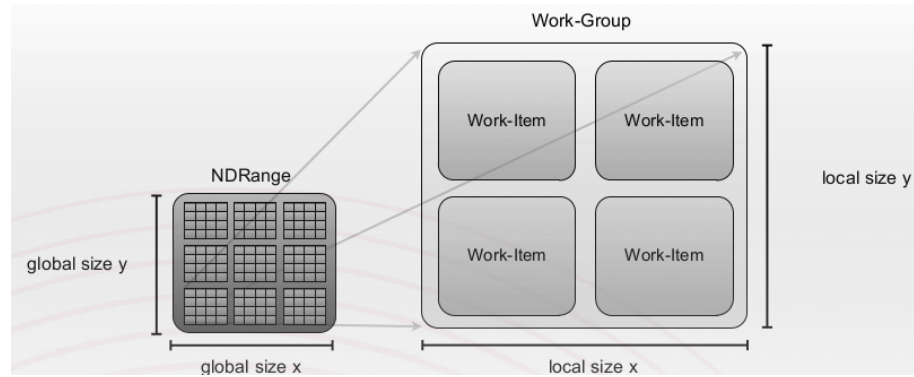 Work-Group
Work-Item
Work-Item
local size y
NDRange
Work-Item
Work-Item
global size y
global size x
local size x